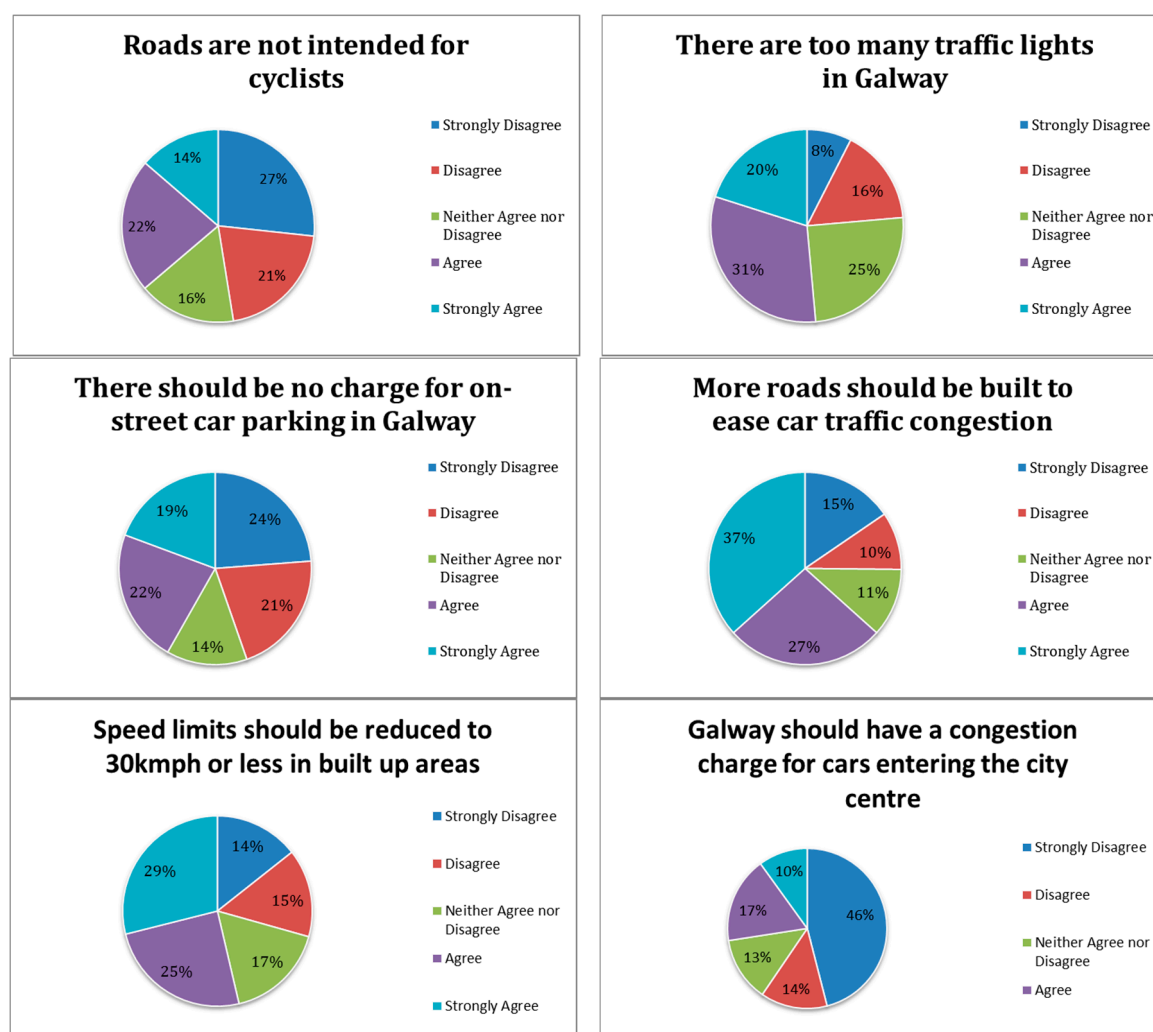 Roads are not intended for
cyclists
Strongly Disagree
Disagree
Neither Agree nor
Disagree
Agree
Strongly Agree
14%
27%
22%
21%
16%
There are too many traffic lights
in Galway
Strongly Disagree
Disagree
Neither Agree nor
Disagree
Agree
Strongly Agree
8%
20%
16%
31%
25%
There should be no charge for on-
street car parking in Galway
Strongly Disagree
Disagree
Neither Agree nor
Disagree
Agree
Strongly Agree
19%
24%
22%
21%
14%
More roads should be built to
ease car traffic congestion
Strongly Disagree
Disagree
Neither Agree nor
Disagree
Agree
Strongly Agree
15%
37%
10%
11%
27%
Speed limits should be reduced to
30kmph or less in built up areas
Strongly Disagree
Disagree
Neither Agree nor
Disagree
Agree
Strongly Agree
14%
29%
15%
25%
17%
Galway should have a congestion
charge for cars entering the city
centre
Strongly Disagree
Disagree
Neither Agree nor
Disagree
Agree
10%
46%
17%
13%
14%